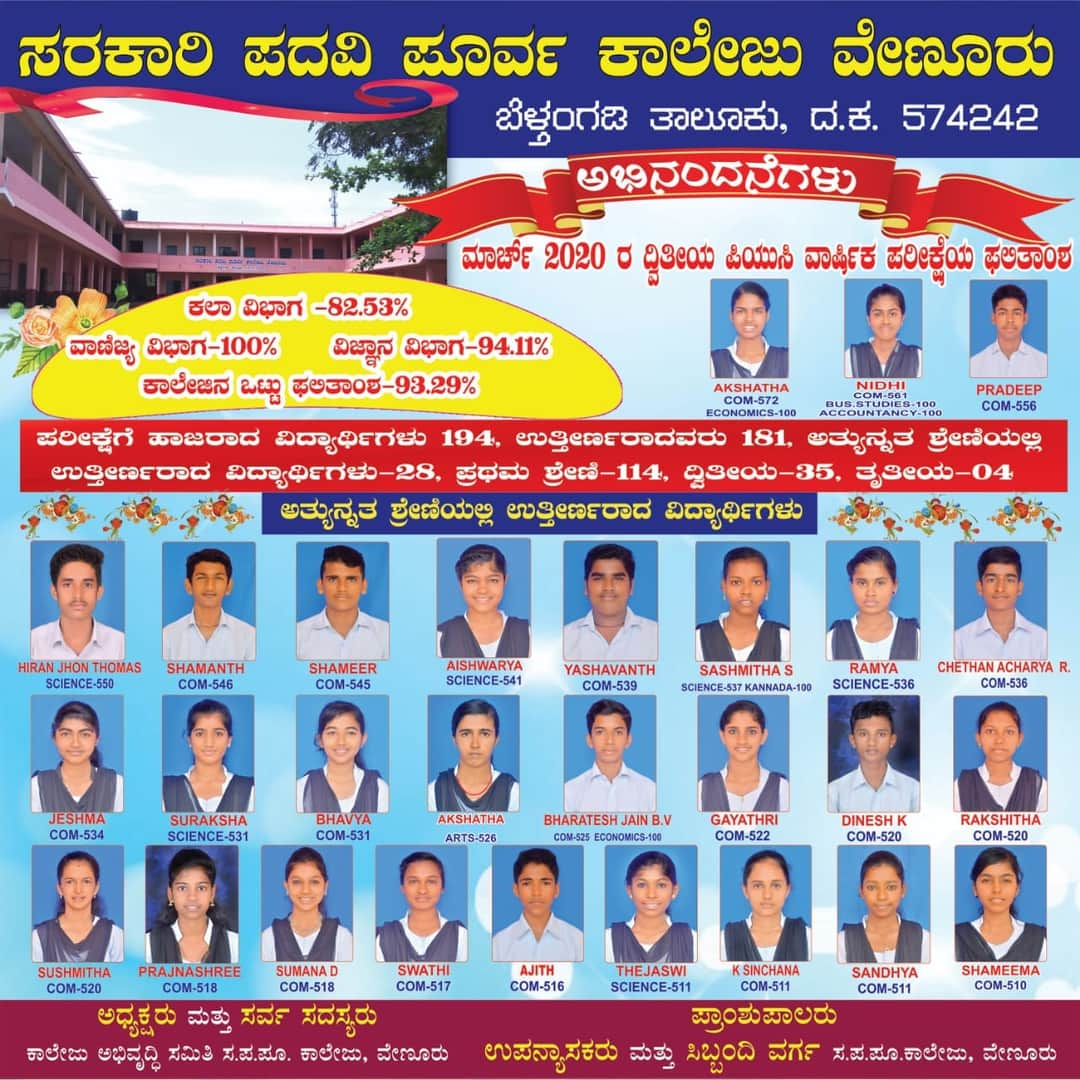 ಸರಕಾರಿ ಪದವಿ ಪೂರ್ವ ಕಾಲೇಜು ವೇಣೂರು
ಬೆಳ್ತಂಗಡಿ ತಾಲೂಕು, ದ.ಕ. 574242
ಅಭಿನಂದನೆಗಳು
ಮಾರ್ಚ್ 2020 ರ ದ್ವಿತೀಯ ಪಿಯುಸಿ ವಾರ್ಷಿಕ ಪರೀಕ್ಷೆಯ ಫಲಿತಾಂಶ
ಕಲಾ ವಿಭಾಗ -82.53%
ವಾಣಿಜ್ಯ ವಿಭಾಗ-100% ವಿಜ್ಞಾನ ವಿಭಾಗ-94.11%
ಕಾಲೇಜಿನ ಒಟ್ಟು ಫಲಿತಾಂಶ-93.29%
AKSHATHA
COM-572
ECONOMICS-100
NIDHI
COM-561
BUS.STUDIES-100
ACCOUNTANCY-100
PRADEEP
COM-556
ಪರೀಕ್ಷೆಗೆ ಹಾಜರಾದ ವಿದ್ಯಾರ್ಥಿಗಳು 194, ಉತ್ತೀರ್ಣರಾದವರು 181, ಅತ್ಯುನ್ನತ ಶ್ರೇಣಿಯಲ್ಲಿ
ಉತ್ತೀರ್ಣರಾದ ವಿದ್ಯಾರ್ಥಿಗಳು-28, ಪ್ರಥಮ ಶ್ರೇಣಿ-114, ದ್ವಿತೀಯ-35, ತೃತೀಯ-04
ಅತ್ಯುನ್ನತ ಶ್ರೇಣಿಯಲ್ಲಿ ಉತ್ತೀರ್ಣರಾದ ವಿದ್ಯಾರ್ಥಿಗಳು
HIRAN JHON THOMAS
SCIENCE-550
SHAMANTH
COM-546
SHAMEER
COM-545
AISHWARYA
SCIENCE-541
YASHAVANTH
COM-539
SASHMITHA S
SCIENCE-537 KANNADA-100
RAMYA
SCIENCE-536
CHETHAN ACHARYA R.
COM-536
JESHMA
COM-534
SURAKSHA
SCIENCE-531
BHAVYA
COM-531
AKSHATHA
ARTS-526
BHARATESH JAIN B.V
COM-525 ECONOMICS-100
GAYATHRI
COM-522
DINESH K
COM-520
RAKSHITHA
COM-520
SUSHMITHA
COM-520
PRAJNASHREE
COM-518
SUMANA D
COM-518
SWATHI
COM-517
AJITH
COM-516
THEJASWI
SCIENCE-511
K SINCHANA
COM-511
SANDHYA
COM-511
SHAMEEMA
COM-510
ಅಧ್ಯಕ್ಷರು ಮತ್ತು ಸರ್ವ ಸದಸ್ಯರು
ಕಾಲೇಜು ಅಭಿವೃದ್ಧಿ ಸಮಿತಿ ಸ.ಪ.ಪೂ. ಕಾಲೇಜು, ವೇಣೂರು
ಪ್ರಾಂಶುಪಾಲರು
ಉಪನ್ಯಾಸಕರು ಮತ್ತು ಸಿಬ್ಬಂದಿ ವರ್ಗ ಸ.ಪ.ಪೂ.ಕಾಲೇಜು, ವೇಣೂರು